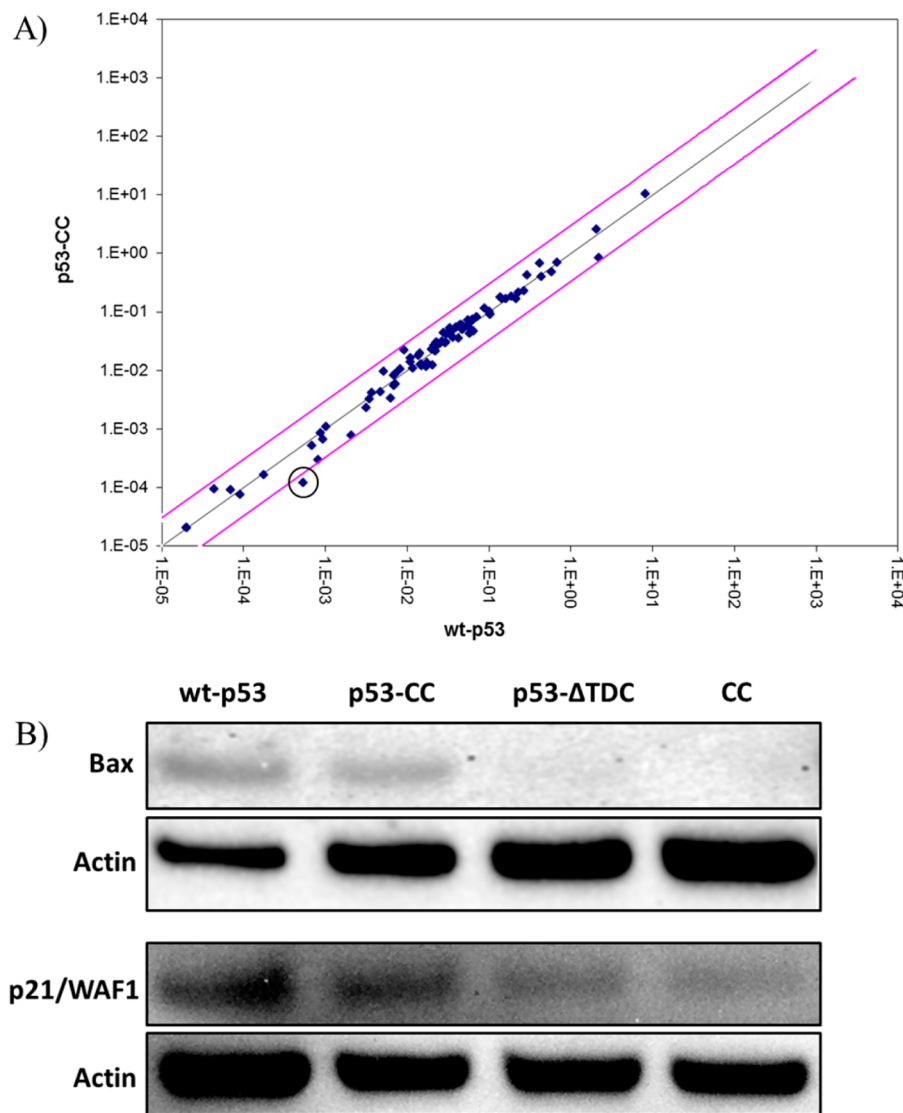 A)
1.E+04
1.E+03
1.E+02
1.E+01
1.E+00
1.E-01
1.E-02
1.E-03
1.E-04
1.E-05
p53-CC
1.E-05
1.E-04
1.E-03
1.E-02
1.E-01
1.E+00
1.E+01
1.E+02
1.E+03
1.E+04
wt-p53
wt-p53 p53-CC p53-ΔTDC CC
B)
Bax
Actin
p21/WAF1
Actin